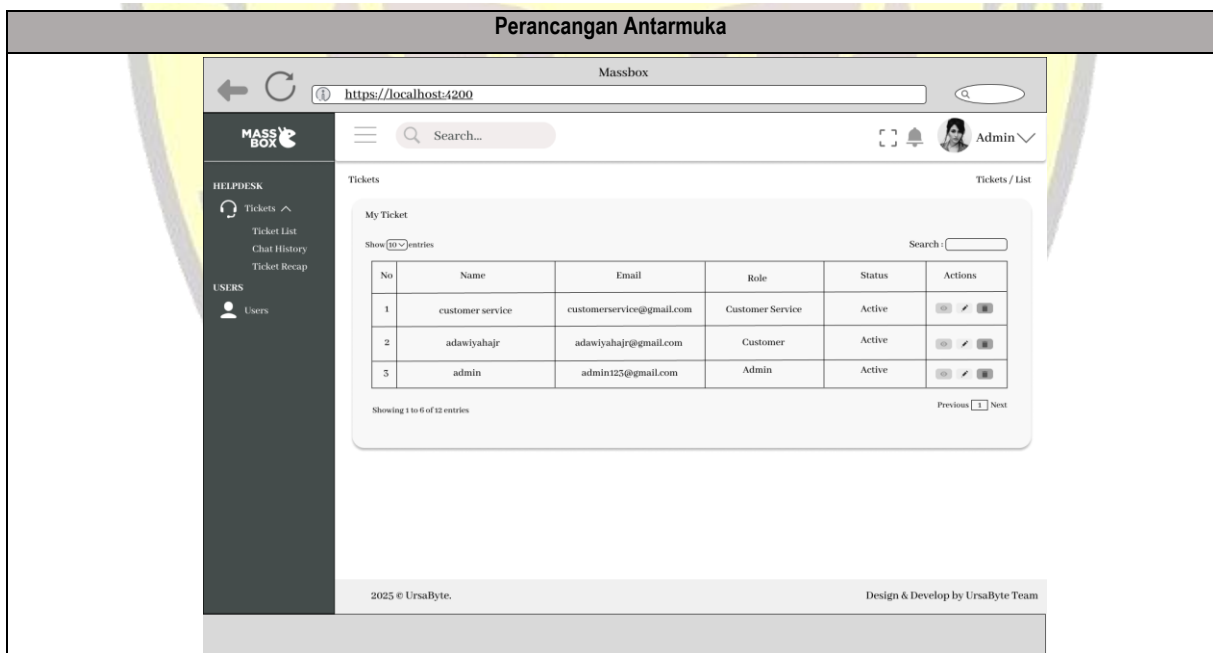 Perancangan Antarmuka
Massbox
https://localhost:4200
MASS BOX
Search...
Admin
HELPDESK
Tickets
Ticket List
Chat History
Ticket Recap
USERS
Users
Tickets
Tickets / List
My Ticket
Show 10 entries
Search :
No Name Email Role Status Actions
1 customer service customerservice@gmail.com Customer Service Active
2 adawiyahajr adawiyahajr@gmail.com Customer Active
3 admin admin123@gmail.com Admin Active
Showing 1 to 6 of 12 entries
Previous 1 Next
2025 © UrsaByte.
Design & Develop by UrsaByte Team